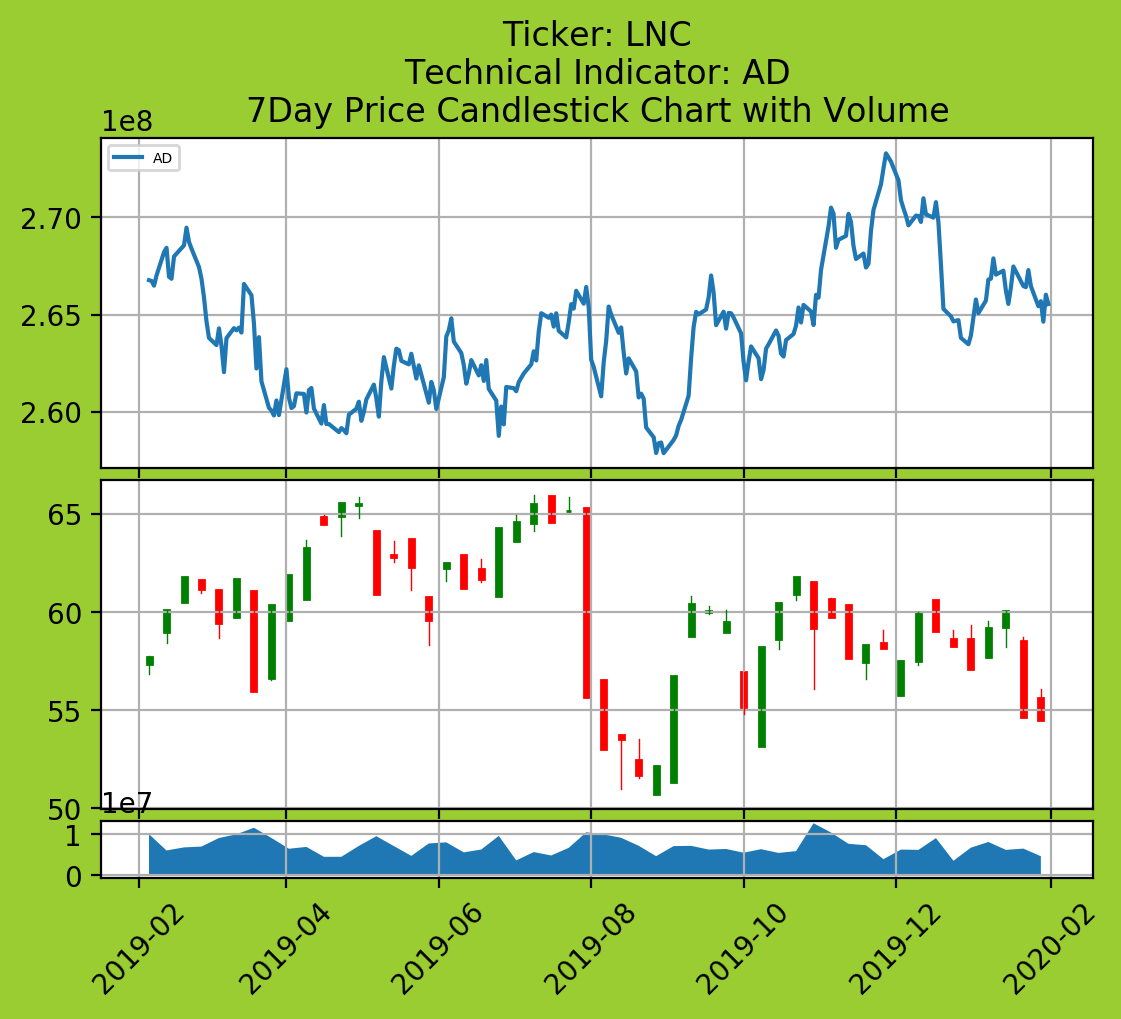 Ticker: LNC
Technical Indicator: AD
7Day Price Candlestick Chart with Volume
1e8
AD
2.70
2.65
2.60
65
60
55
50
1e7
1
0
2019-02
2019-04
2019-06
2019-08
2019-10
2019-12
2020-02